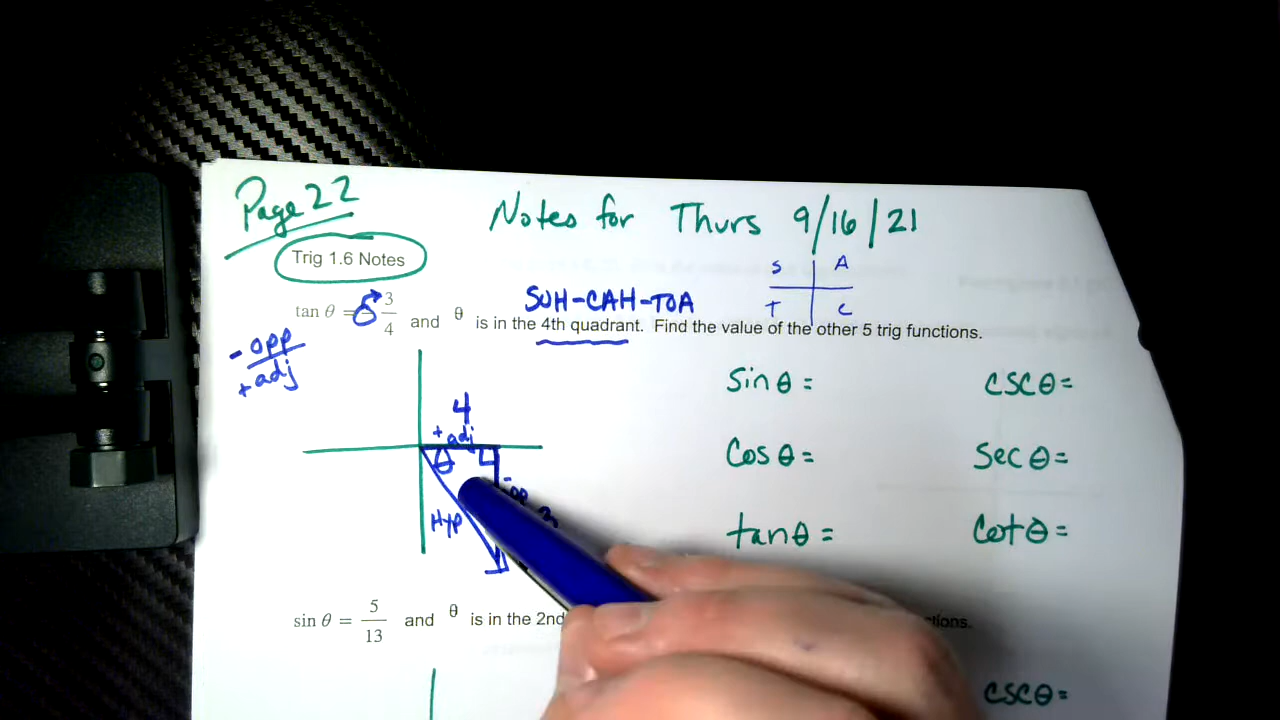 Page 22
Notes for Thurs 9/16/21
Trig 1.6 Notes
S A
T C
SOH-CAH-TOA
tan θ = - 3/4 and θ is in the 4th quadrant. Find the value of the other 5 trig functions.
- opp
+ adj
sin θ = csc θ =
4
+ adj
θ
cos θ = sec θ =
Hyp
tan θ = cot θ =
sin θ = 5/13 and θ is in the 2nd
csc θ =